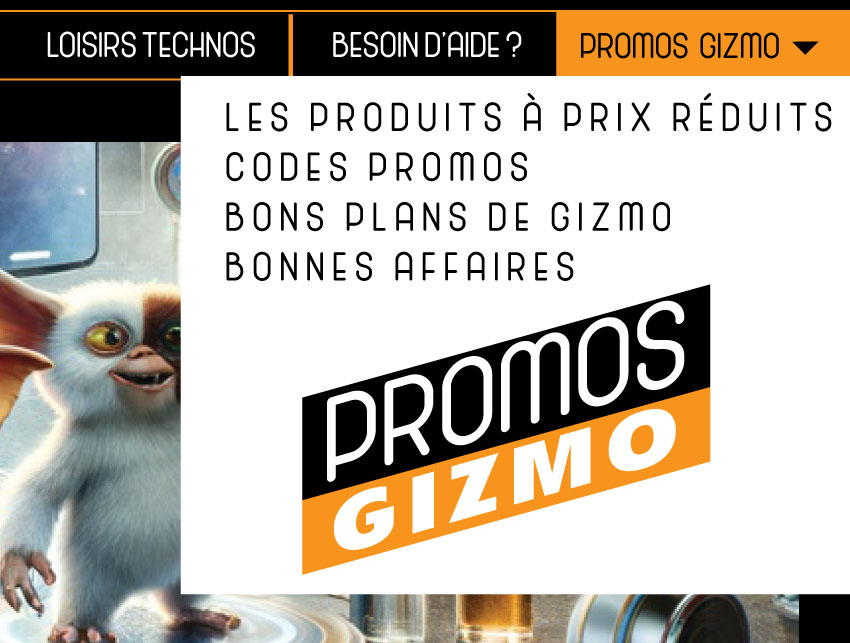 LOISIRS TECHNOS
BESOIN D'AIDE ?
PROMOS GIZMO
LES PRODUITS À PRIX RÉDUITS
CODES PROMOS
BONS PLANS DE GIZMO
BONNES AFFAIRES
PROMOS
GIZMO